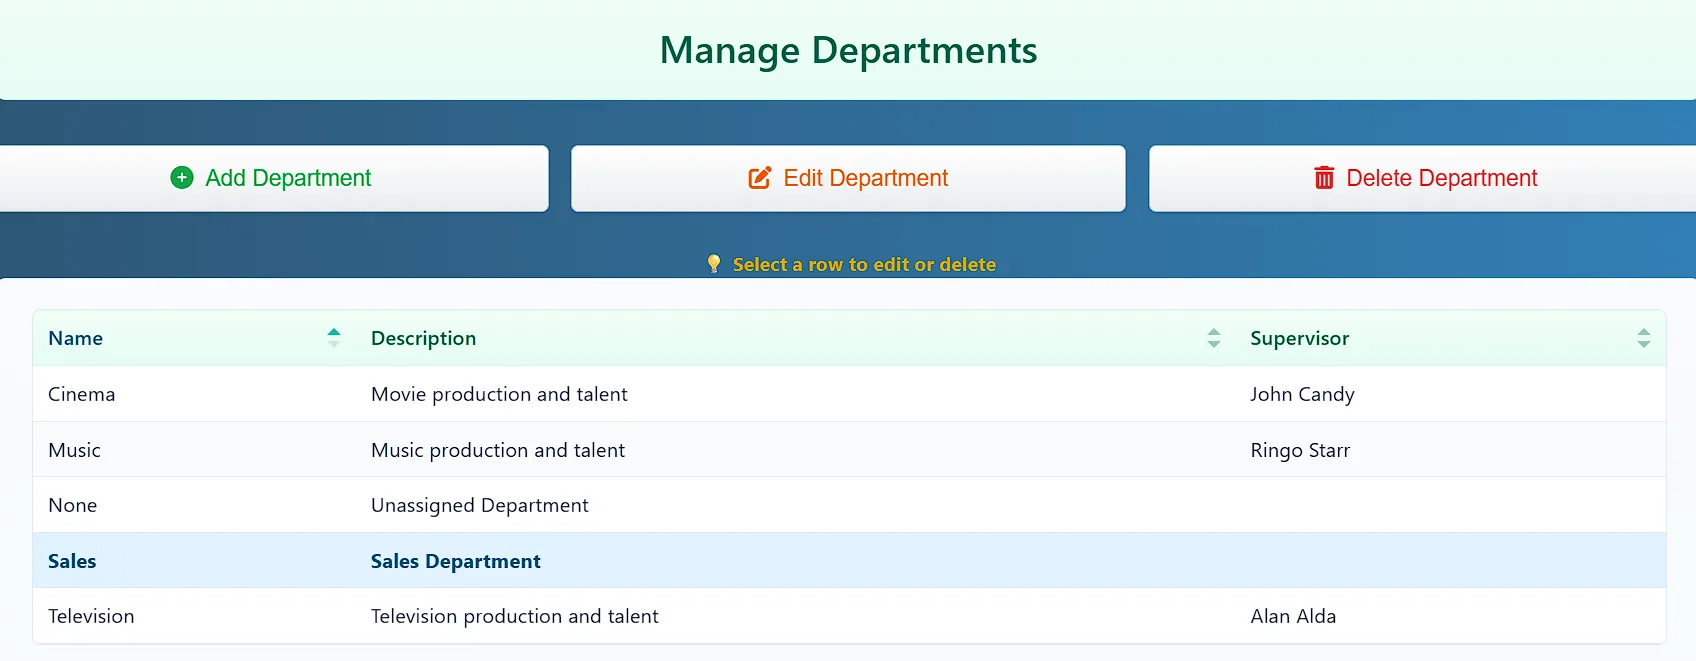 Manage Departments
Add Department Edit Department Delete Department
Select a row to edit or delete
Name Description Supervisor
Cinema Movie production and talent John Candy
Music Music production and talent Ringo Starr
None Unassigned Department
Sales Sales Department
Television Television production and talent Alan Alda